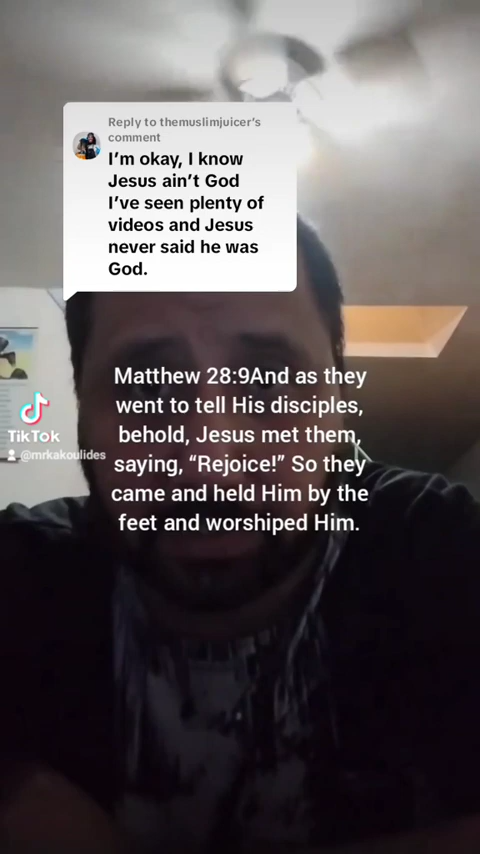 Reply to themuslimjuicer's
comment
I'm okay, I know
Jesus ain't God
I've seen plenty of
videos and Jesus
never said he was
God.
Matthew 28:9And as they
went to tell His disciples,
behold, Jesus met them,
saying, “Rejoice!” So they
came and held Him by the
feet and worshiped Him.
TikTok
@mrkakoulides